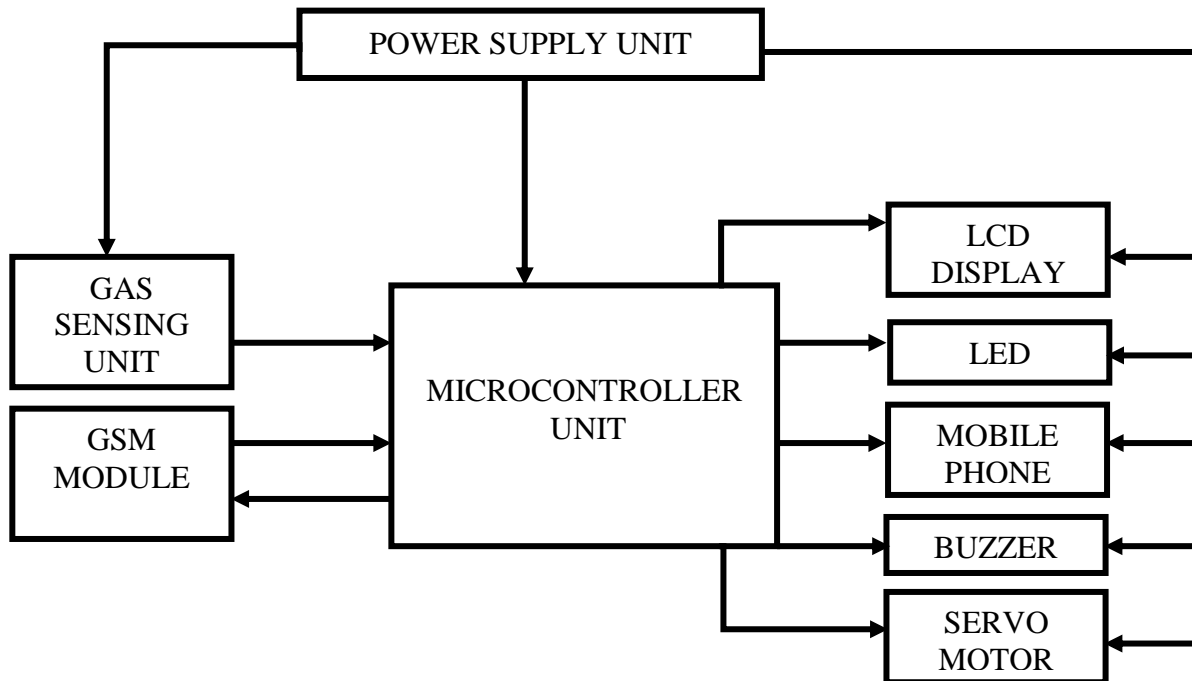 POWER SUPPLY UNIT
LCD
DISPLAY
GAS
SENSING
UNIT
LED
MICROCONTROLLER
UNIT
GSM
MODULE
MOBILE
PHONE
BUZZER
SERVO
MOTOR